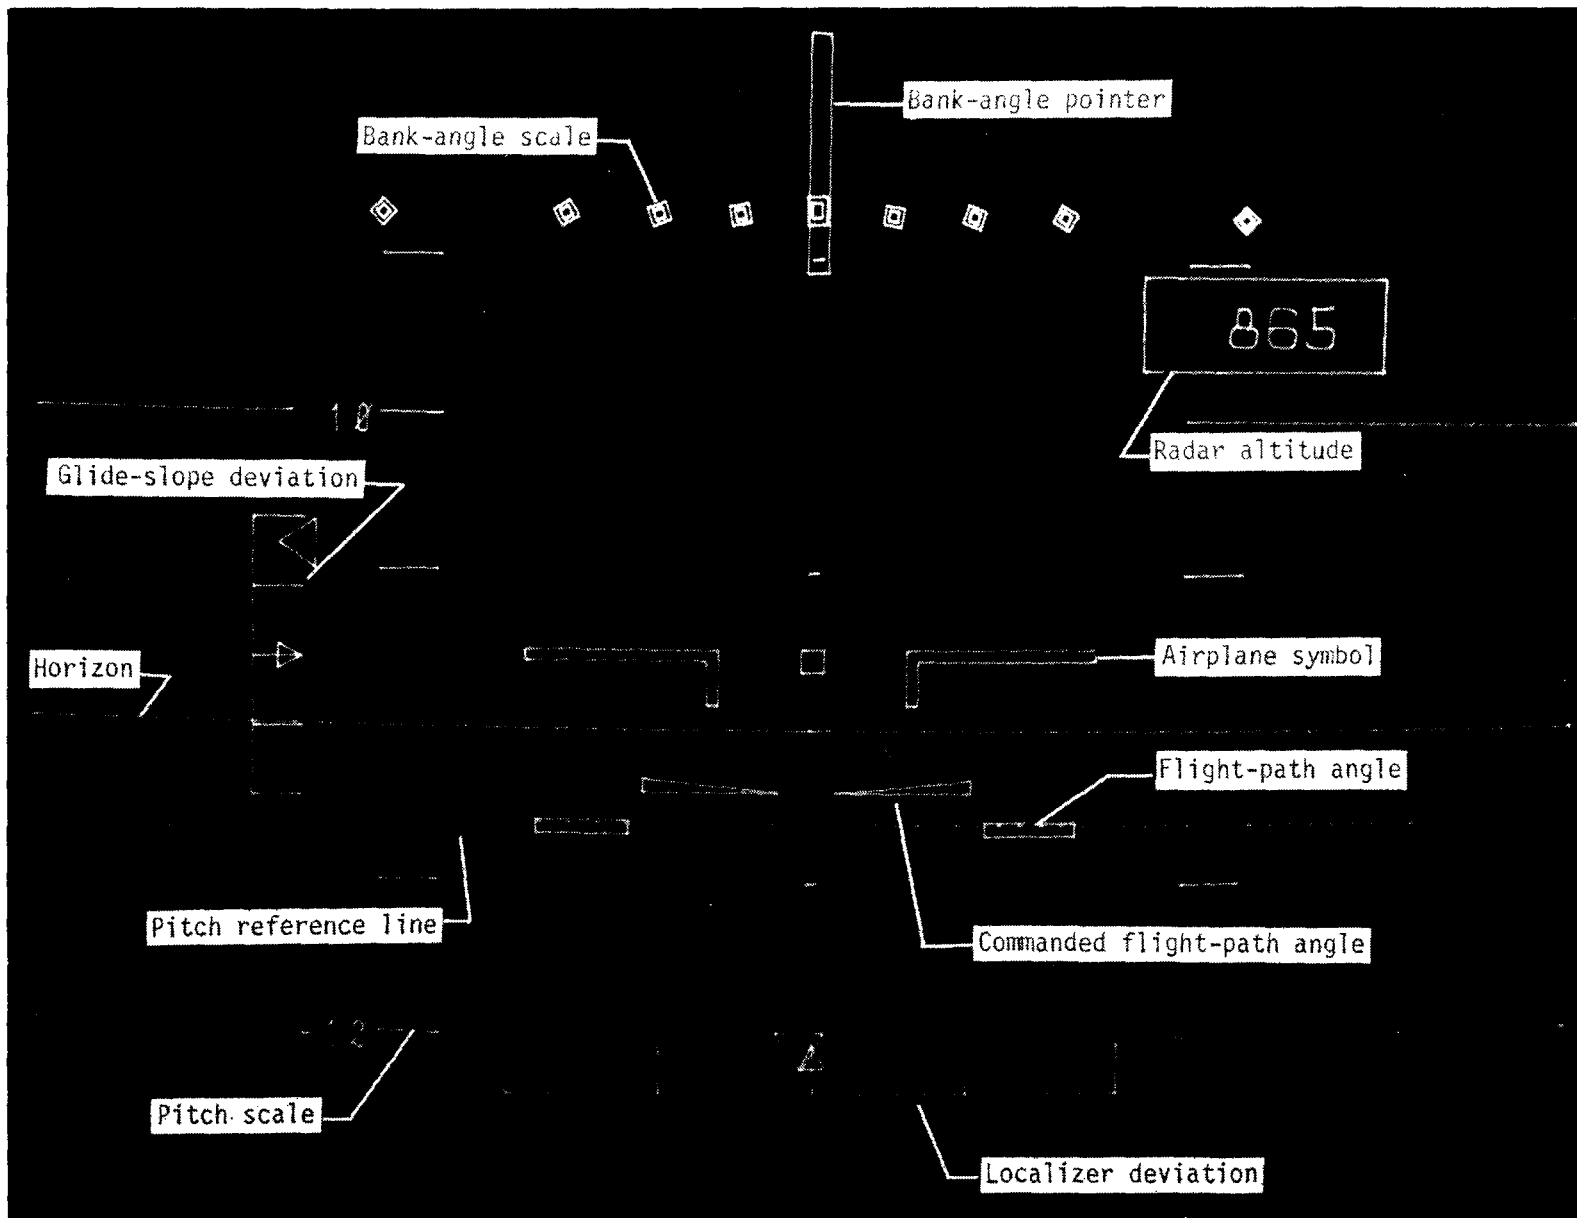 Bank-angle pointer
Bank-angle scale
865
10
Radar altitude
Glide-slope deviation
Airplane symbol
Horizon
Flight-path angle
Pitch reference line
Commanded flight-path angle
Pitch scale
Localizer deviation